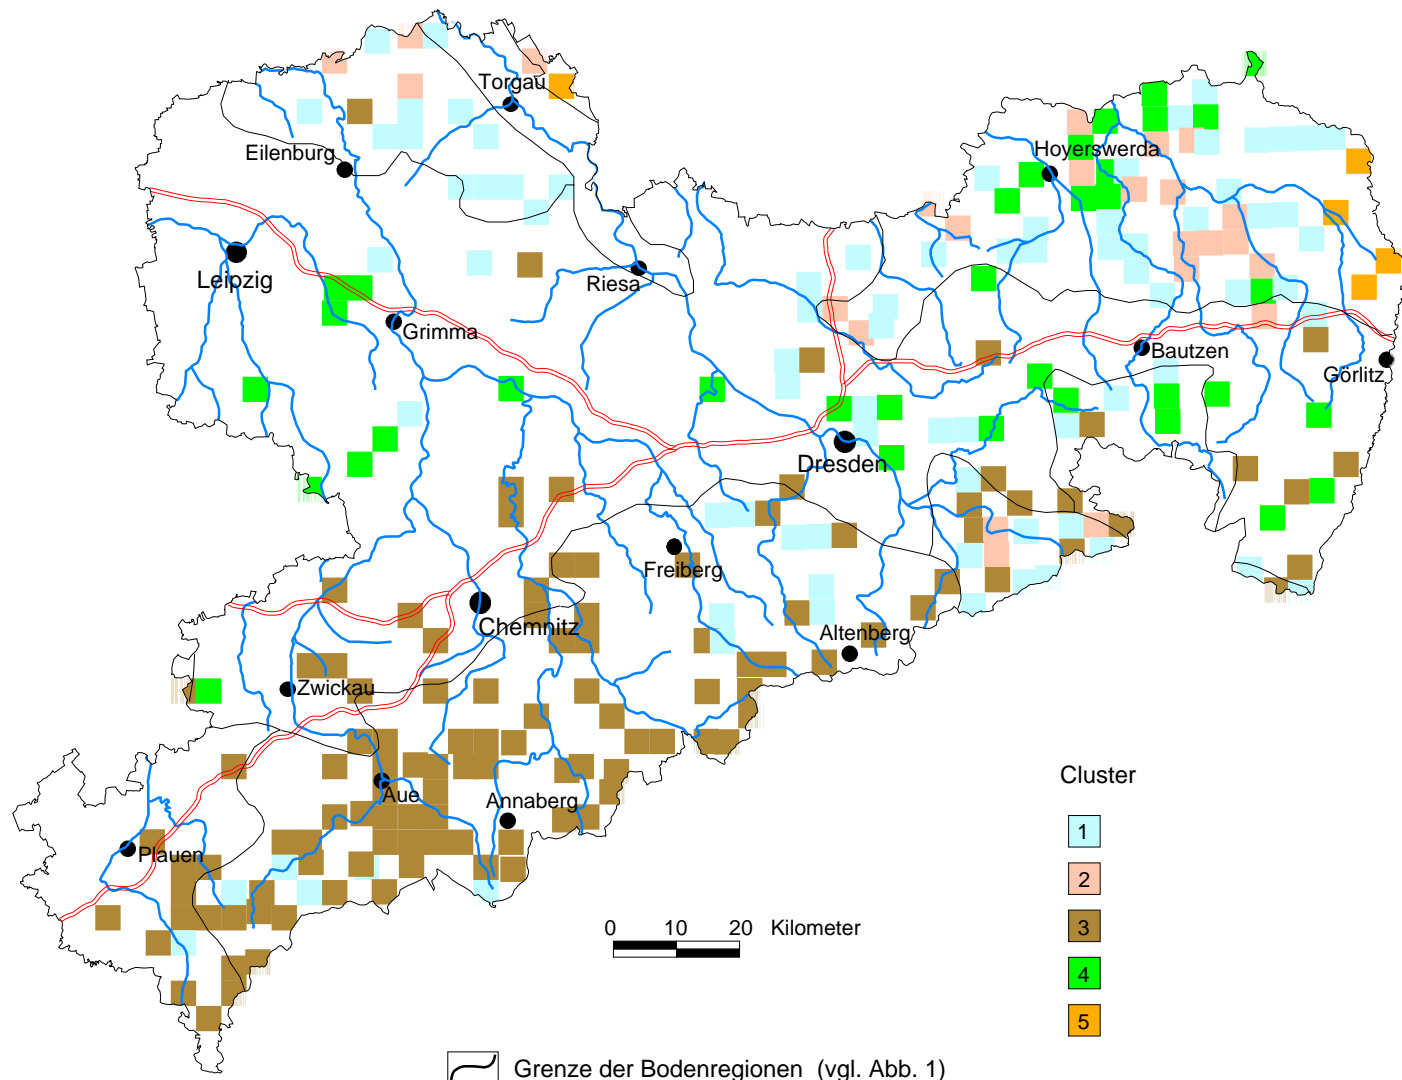 Torgau
Hoyerswerda
Eilenburg
Leipzig
Riesa
Grimma
Bautzen
Görlitz
Dresden
Freiberg
Chemnitz
Altenberg
Zwickau
Cluster
Aue
Annaberg
1
Plauen
2
0 10 20 Kilometer
3
4
5
Grenze der Bodenregionen (vgl. Abb. 1)